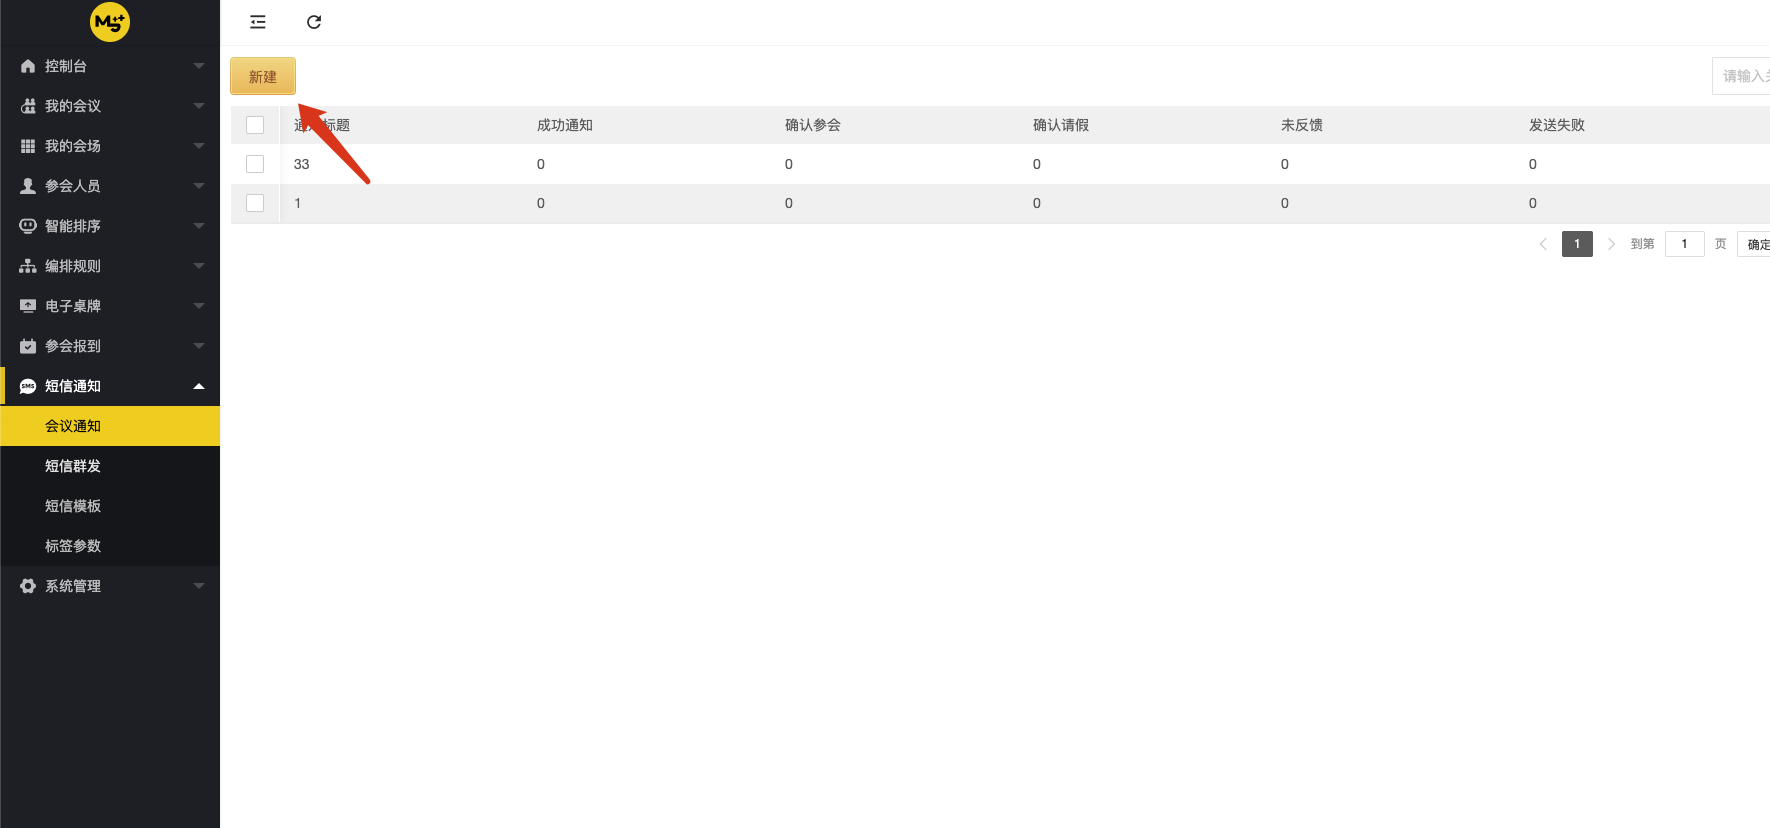 M5++
控制台
我的会议
我的会场
参会人员
智能排序
编排规则
电子桌牌
参会报到
SMS 短信通知
会议通知
短信群发
短信模板
标签参数
系统管理
新建
请输入
通 标题 成功通知 确认参会 确认请假 未反馈 发送失败
33 0 0 0 0 0
1 0 0 0 0 0
1 到第 1 页 确定